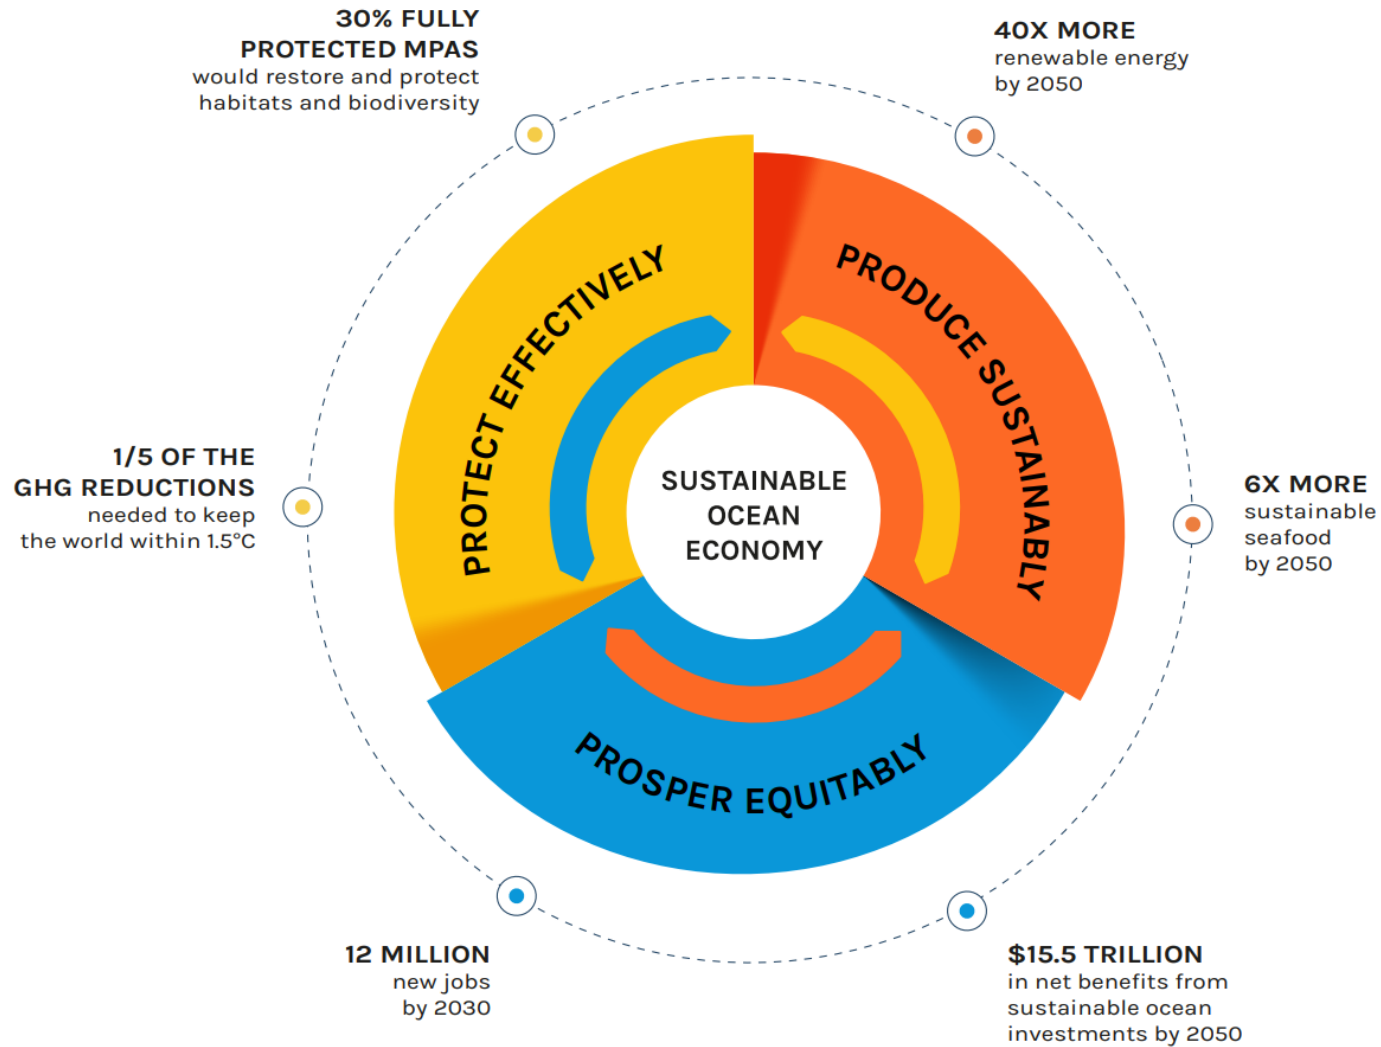 30% FULLY
PROTECTED MPAS
would restore and protect
habitats and biodiversity
40X MORE
renewable energy
by 2050
PROTECT EFFECTIVELY
PRODUCE SUSTAINABLY
SUSTAINABLE
OCEAN
ECONOMY
1/5 OF THE
GHG REDUCTIONS
needed to keep
the world within 1.5°C
6X MORE
sustainable
seafood
by 2050
PROSPER EQUITABLY
12 MILLION
new jobs
by 2030
$15.5 TRILLION
in net benefits from
sustainable ocean
investments by 2050